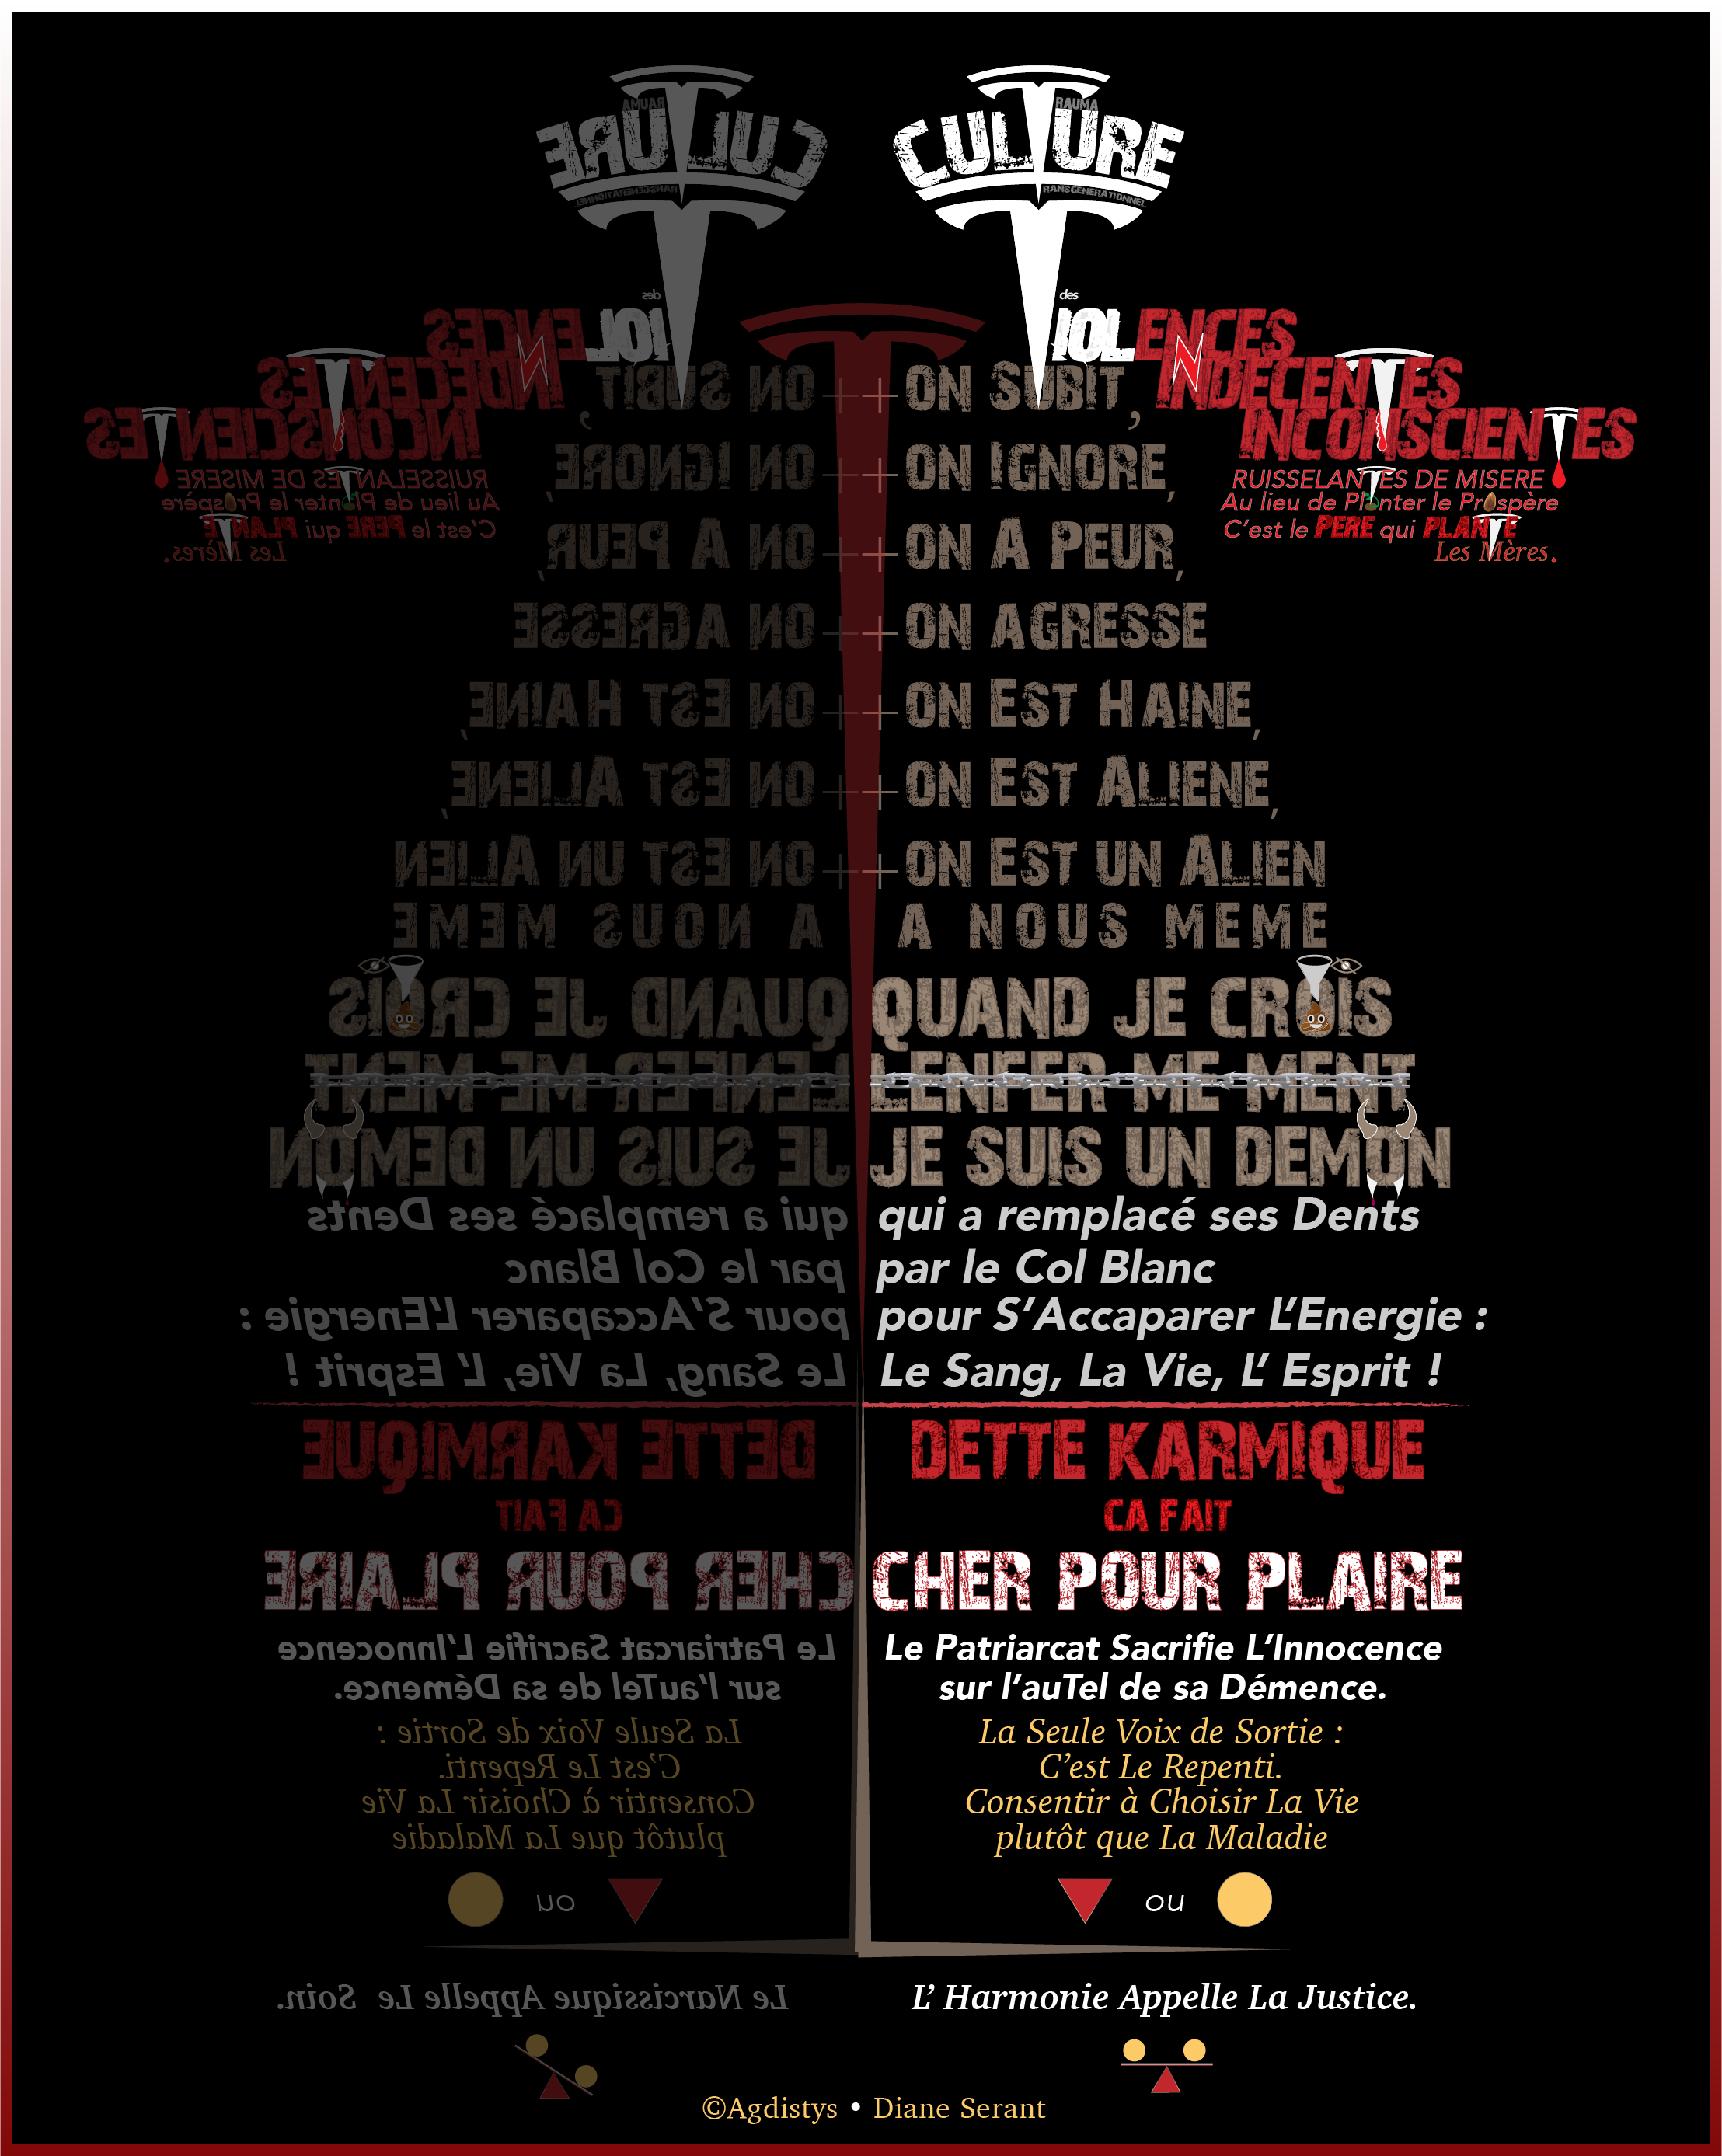 CULTURE
TRAUMA
TRANSGENERATIONNEL
des
VIOLENCES
INDECENTES
INCONSCIENTES
RUISSELANTES DE MISERE
Au lieu de Planter le Prospère
C'est le PERE qui PLANTE
Les Mères.
ON SUBIT,
ON IGNORE,
ON A PEUR,
ON AGRESSE
ON EST HAINE,
ON EST ALIENE,
ON EST UN ALIEN
A NOUS MEME
QUAND JE CROIS
L'ENFER ME MENT
JE SUIS UN DEMON
qui a remplacé ses Dents
par le Col Blanc
pour S'Accaparer L'Energie :
Le Sang, La Vie, L' Esprit !
DETTE KARMIQUE
CA FAIT
CHER POUR PLAIRE
Le Patriarcat Sacrifie L'Innocence
sur l'auTel de sa Démence.
La Seule Voix de Sortie :
C'est Le Repenti.
Consentir à Choisir La Vie
plutôt que La Maladie
ou
Le Narcissique Appelle Le Soin.
L' Harmonie Appelle La Justice.
©Agdistys • Diane Serant